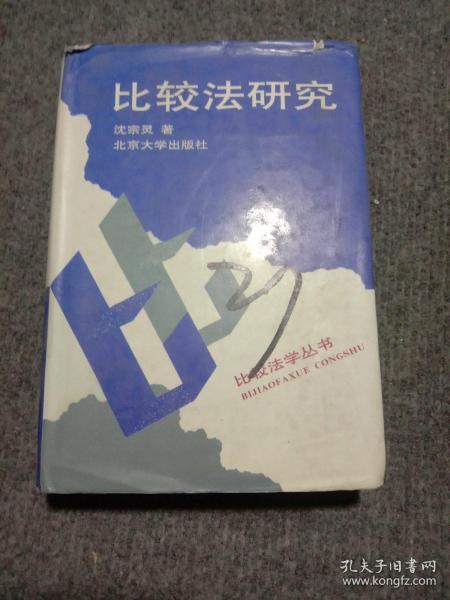 比较法研究
沈宗灵 著
北京大学出版社
比较法学丛书
BIJIAOFAXUE CONGSHU
孔夫子旧书网
www.kongfz.com